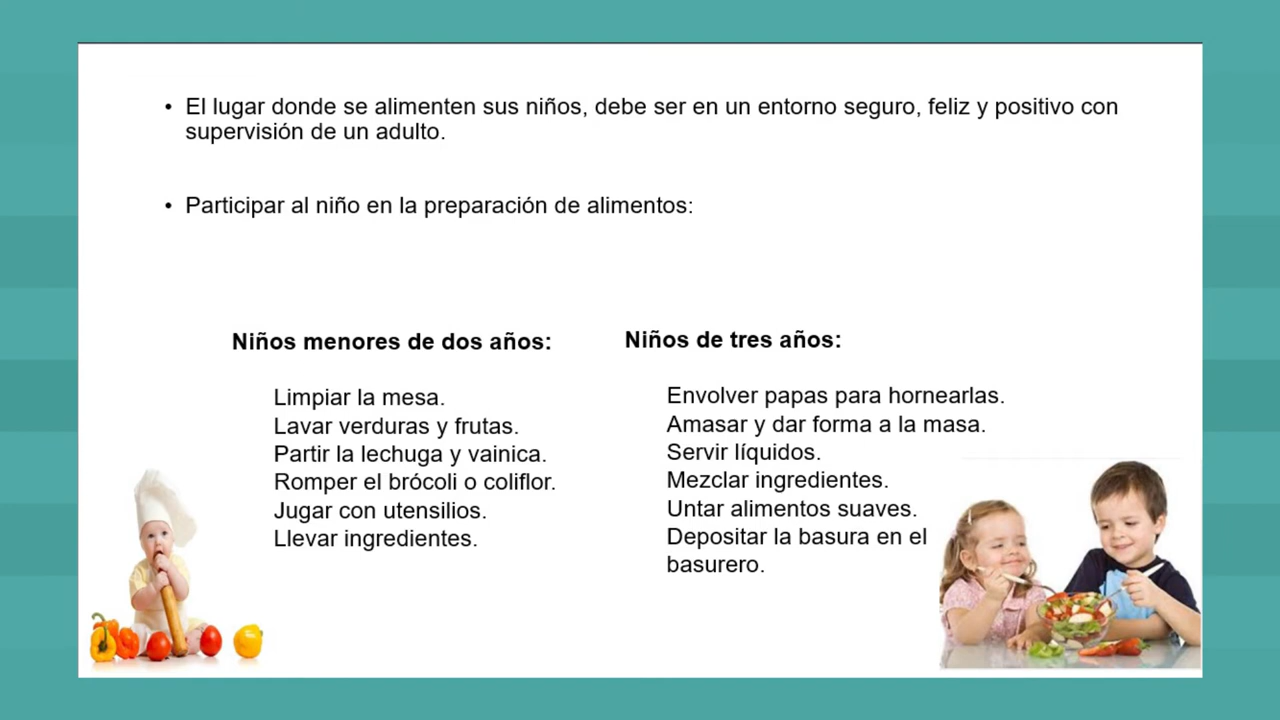 • El lugar donde se alimenten sus niños, debe ser en un entorno seguro, feliz y positivo con
supervisión de un adulto.
• Participar al niño en la preparación de alimentos:
Niños menores de dos años:
Limpiar la mesa.
Lavar verduras y frutas.
Partir la lechuga y vainica.
Romper el brócoli o coliflor.
Jugar con utensilios.
Llevar ingredientes.
Niños de tres años:
Envolver papas para hornearlas.
Amasar y dar forma a la masa.
Servir líquidos.
Mezclar ingredientes.
Untar alimentos suaves.
Depositar la basura en el
basurero.